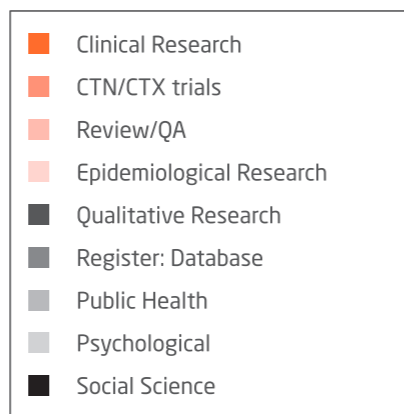 Clinical Research
CTN/CTX trials
Review/QA
Epidemiological Research
Qualitative Research
Register: Database
Public Health
Psychological
Social Science